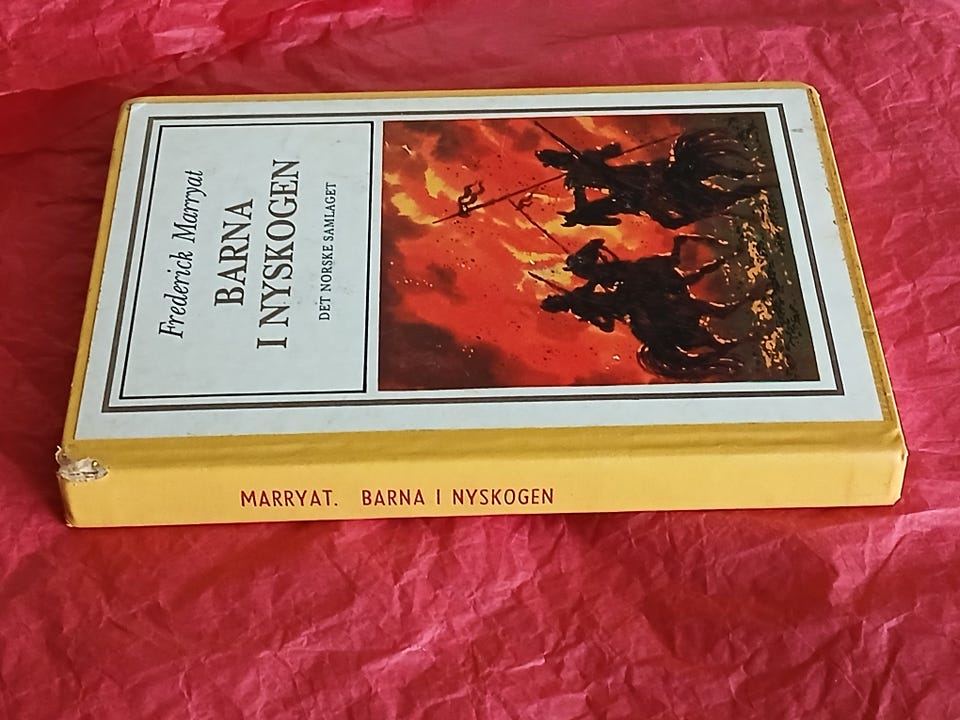 Frederick Marryat
BARNA
I NYSKOGEN
DET NORSKE SAMLAGET
MARRYAT. BARNA I NYSKOGEN